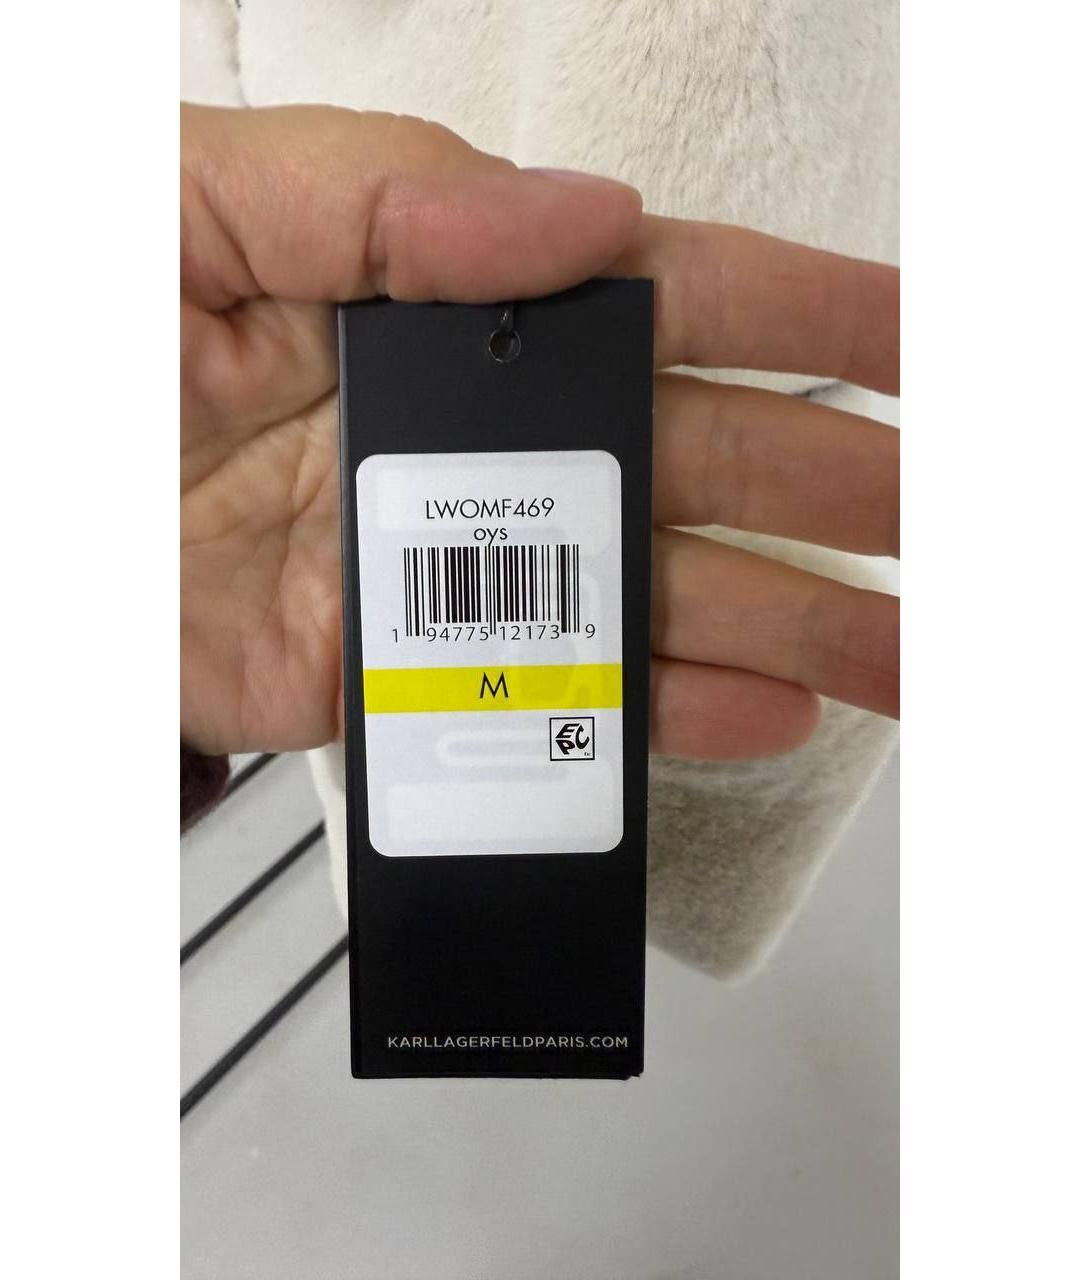 LWOMF469
oys
1 94775 12173 9
M
EPC
KARLLAGERFELDPARIS.COM